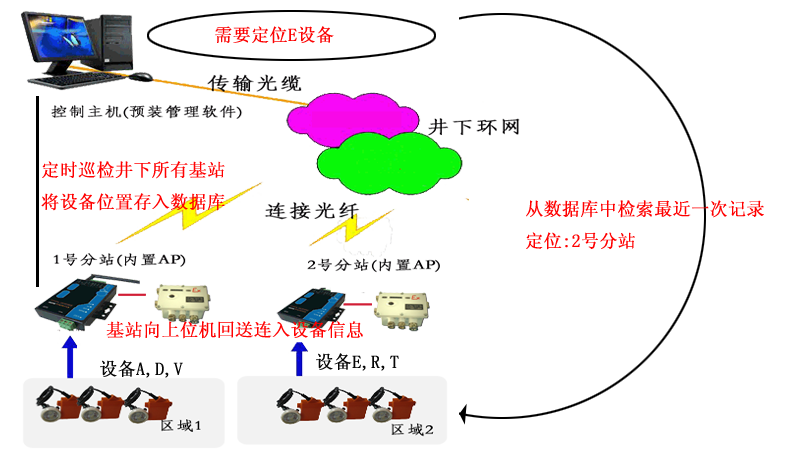 需要定位E设备
传输光缆
控制主机(预装管理软件)
井下环网
定时巡检井下所有基站
将设备位置存入数据库
连接光纤
从数据库中检索最近一次记录
定位:2号分站
1号分站(内置AP)
2号分站(内置AP)
基站向上位机回送连入设备信息
设备A,D,V
设备E,R,T
区域1
区域2